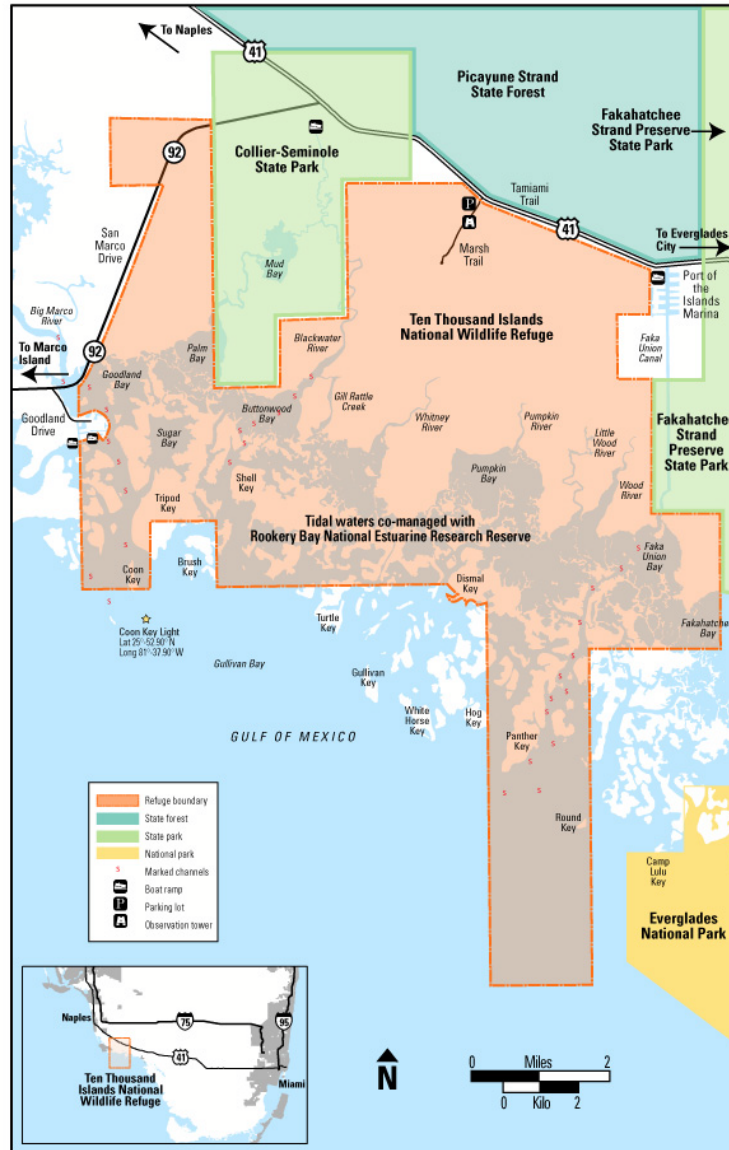 To Naples
41
Picayune Strand
State Forest
Fakahatchee
Strand Preserve
State Park
92
Collier-Seminole
State Park
Tamiami
Trail
P
41
To Everglades
City
San
Marco
Drive
Marsh
Trail
Mud
Bay
Port of
the
Islands
Marina
Big Marco
River
Ten Thousand Islands
National Wildlife Refuge
Blackwater
River
Faka
Union
Canal
To Marco
Island
92
Palm
Bay
Goodland
Bay
Gill Rattle
Creek
Buttonwood
Bay
Whitney
River
Pumpkin
River
Little
Wood
River
Fakahatchee
Strand
Preserve
State Park
Goodland
Drive
Sugar
Bay
Shell
Key
Pumpkin
Bay
Wood
River
Tripod
Key
Tidal waters co-managed with
Rookery Bay National Estuarine Research Reserve
Faka
Union
Bay
Brush
Key
Coon
Key
Dismal
Key
Turtle
Key
Fakahatchee
Bay
Coon Key Light
Lat 25°-52.90' N
Long 81°-37.90' W
Gullivan Bay
Gullivan
Key
White
Horse
Key
Hog
Key
GULF OF MEXICO
Panther
Key
Round
Key
Refuge boundary
State forest
State park
National park
s Marked channels
Boat ramp
P Parking lot
Observation tower
Camp
Lulu
Key
Everglades
National Park
Naples
75
95
41
Ten Thousand
Islands National
Wildlife Refuge
Miami
N
0 Miles 2
0 Kilo 2